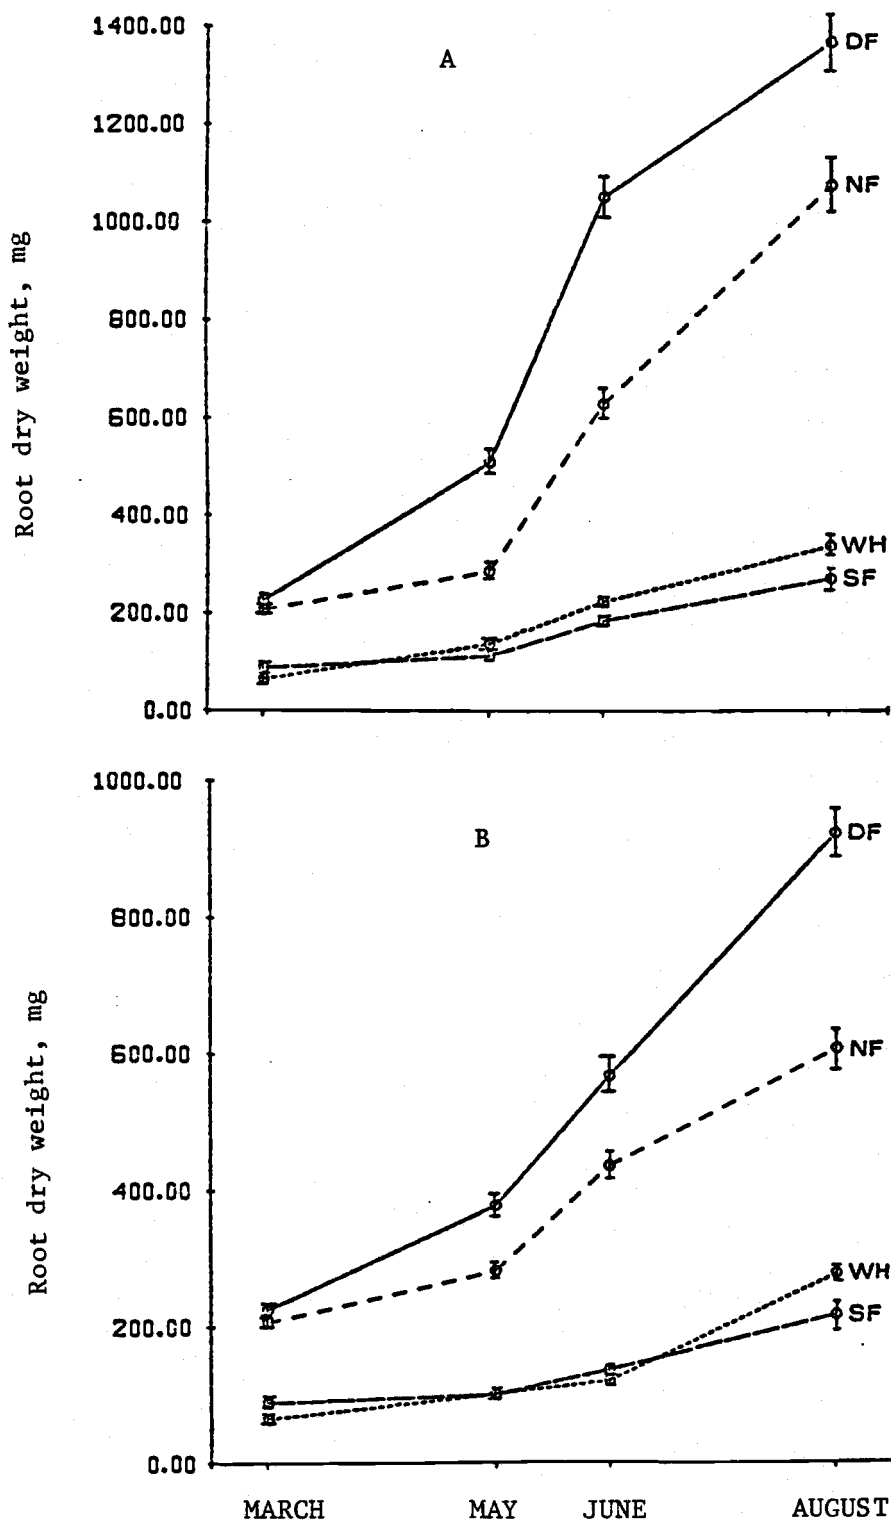 1400.00
A
DF
1200.00
NF
1000.00
800.00
600.00
400.00
WH
SF
200.00
0.00
Root dry weight, mg
1000.00
B
DF
800.00
600.00
NF
400.00
WH
SF
200.00
0.00
Root dry weight, mg
MARCH MAY JUNE AUGUST